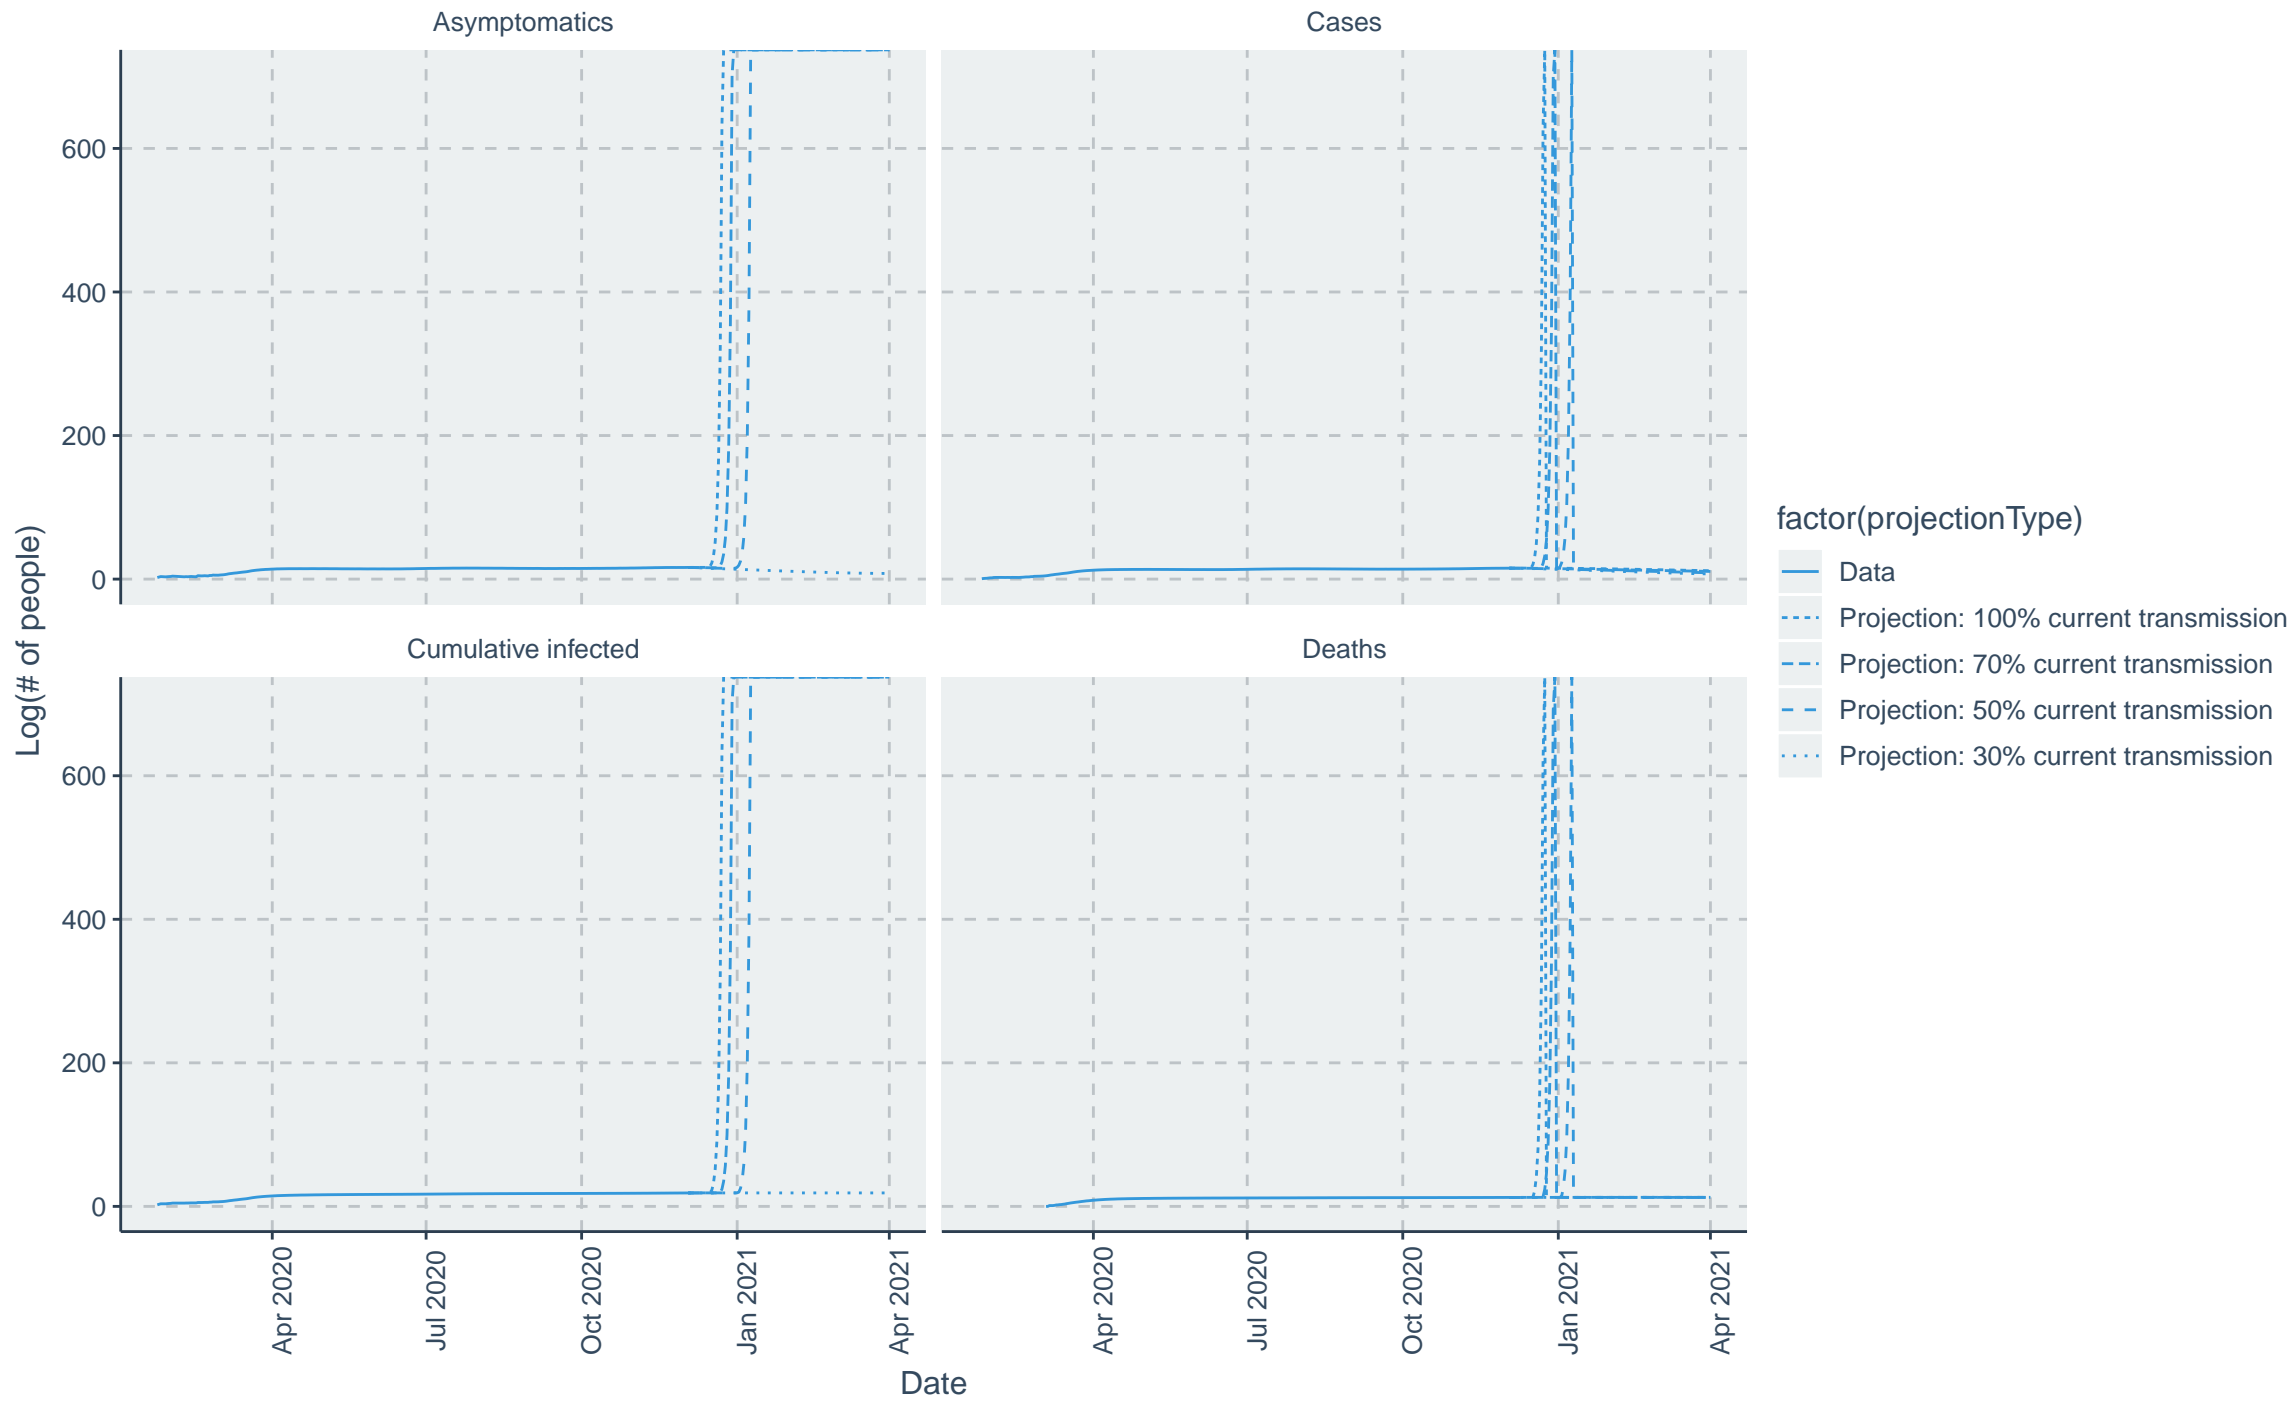 Asymptomatics
Cases
600
400
200
0
Cumulative infected
Deaths
600
400
200
0
Log(# of people)
Apr 2020
Jul 2020
Oct 2020
Jan 2021
Apr 2021
Apr 2020
Jul 2020
Oct 2020
Jan 2021
Apr 2021
Date
factor(projectionType)
Data
Projection: 100% current transmission
Projection: 70% current transmission
Projection: 50% current transmission
Projection: 30% current transmission